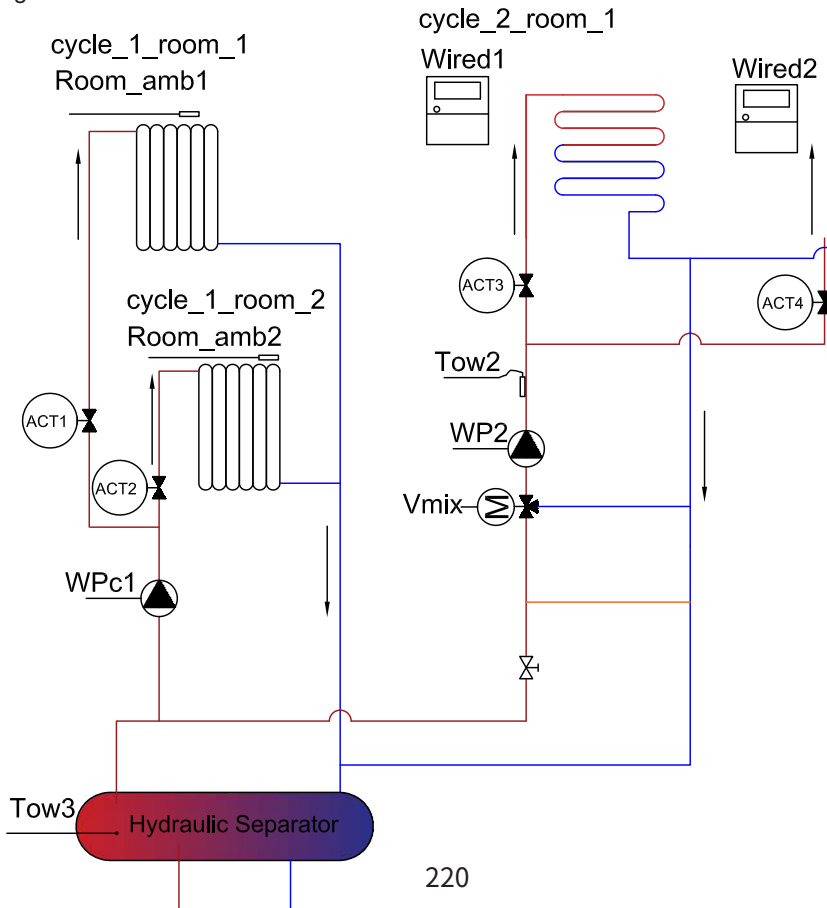 cycle_1_room_1
Room_amb1
cycle_2_room_1
Wired1
Wired2
ACT3
ACT4
cycle_1_room_2
Room_amb2
Tow2
ACT1
WP2
ACT2
Vmix
M
WPc1
Tow3
Hydraulic Separator
220